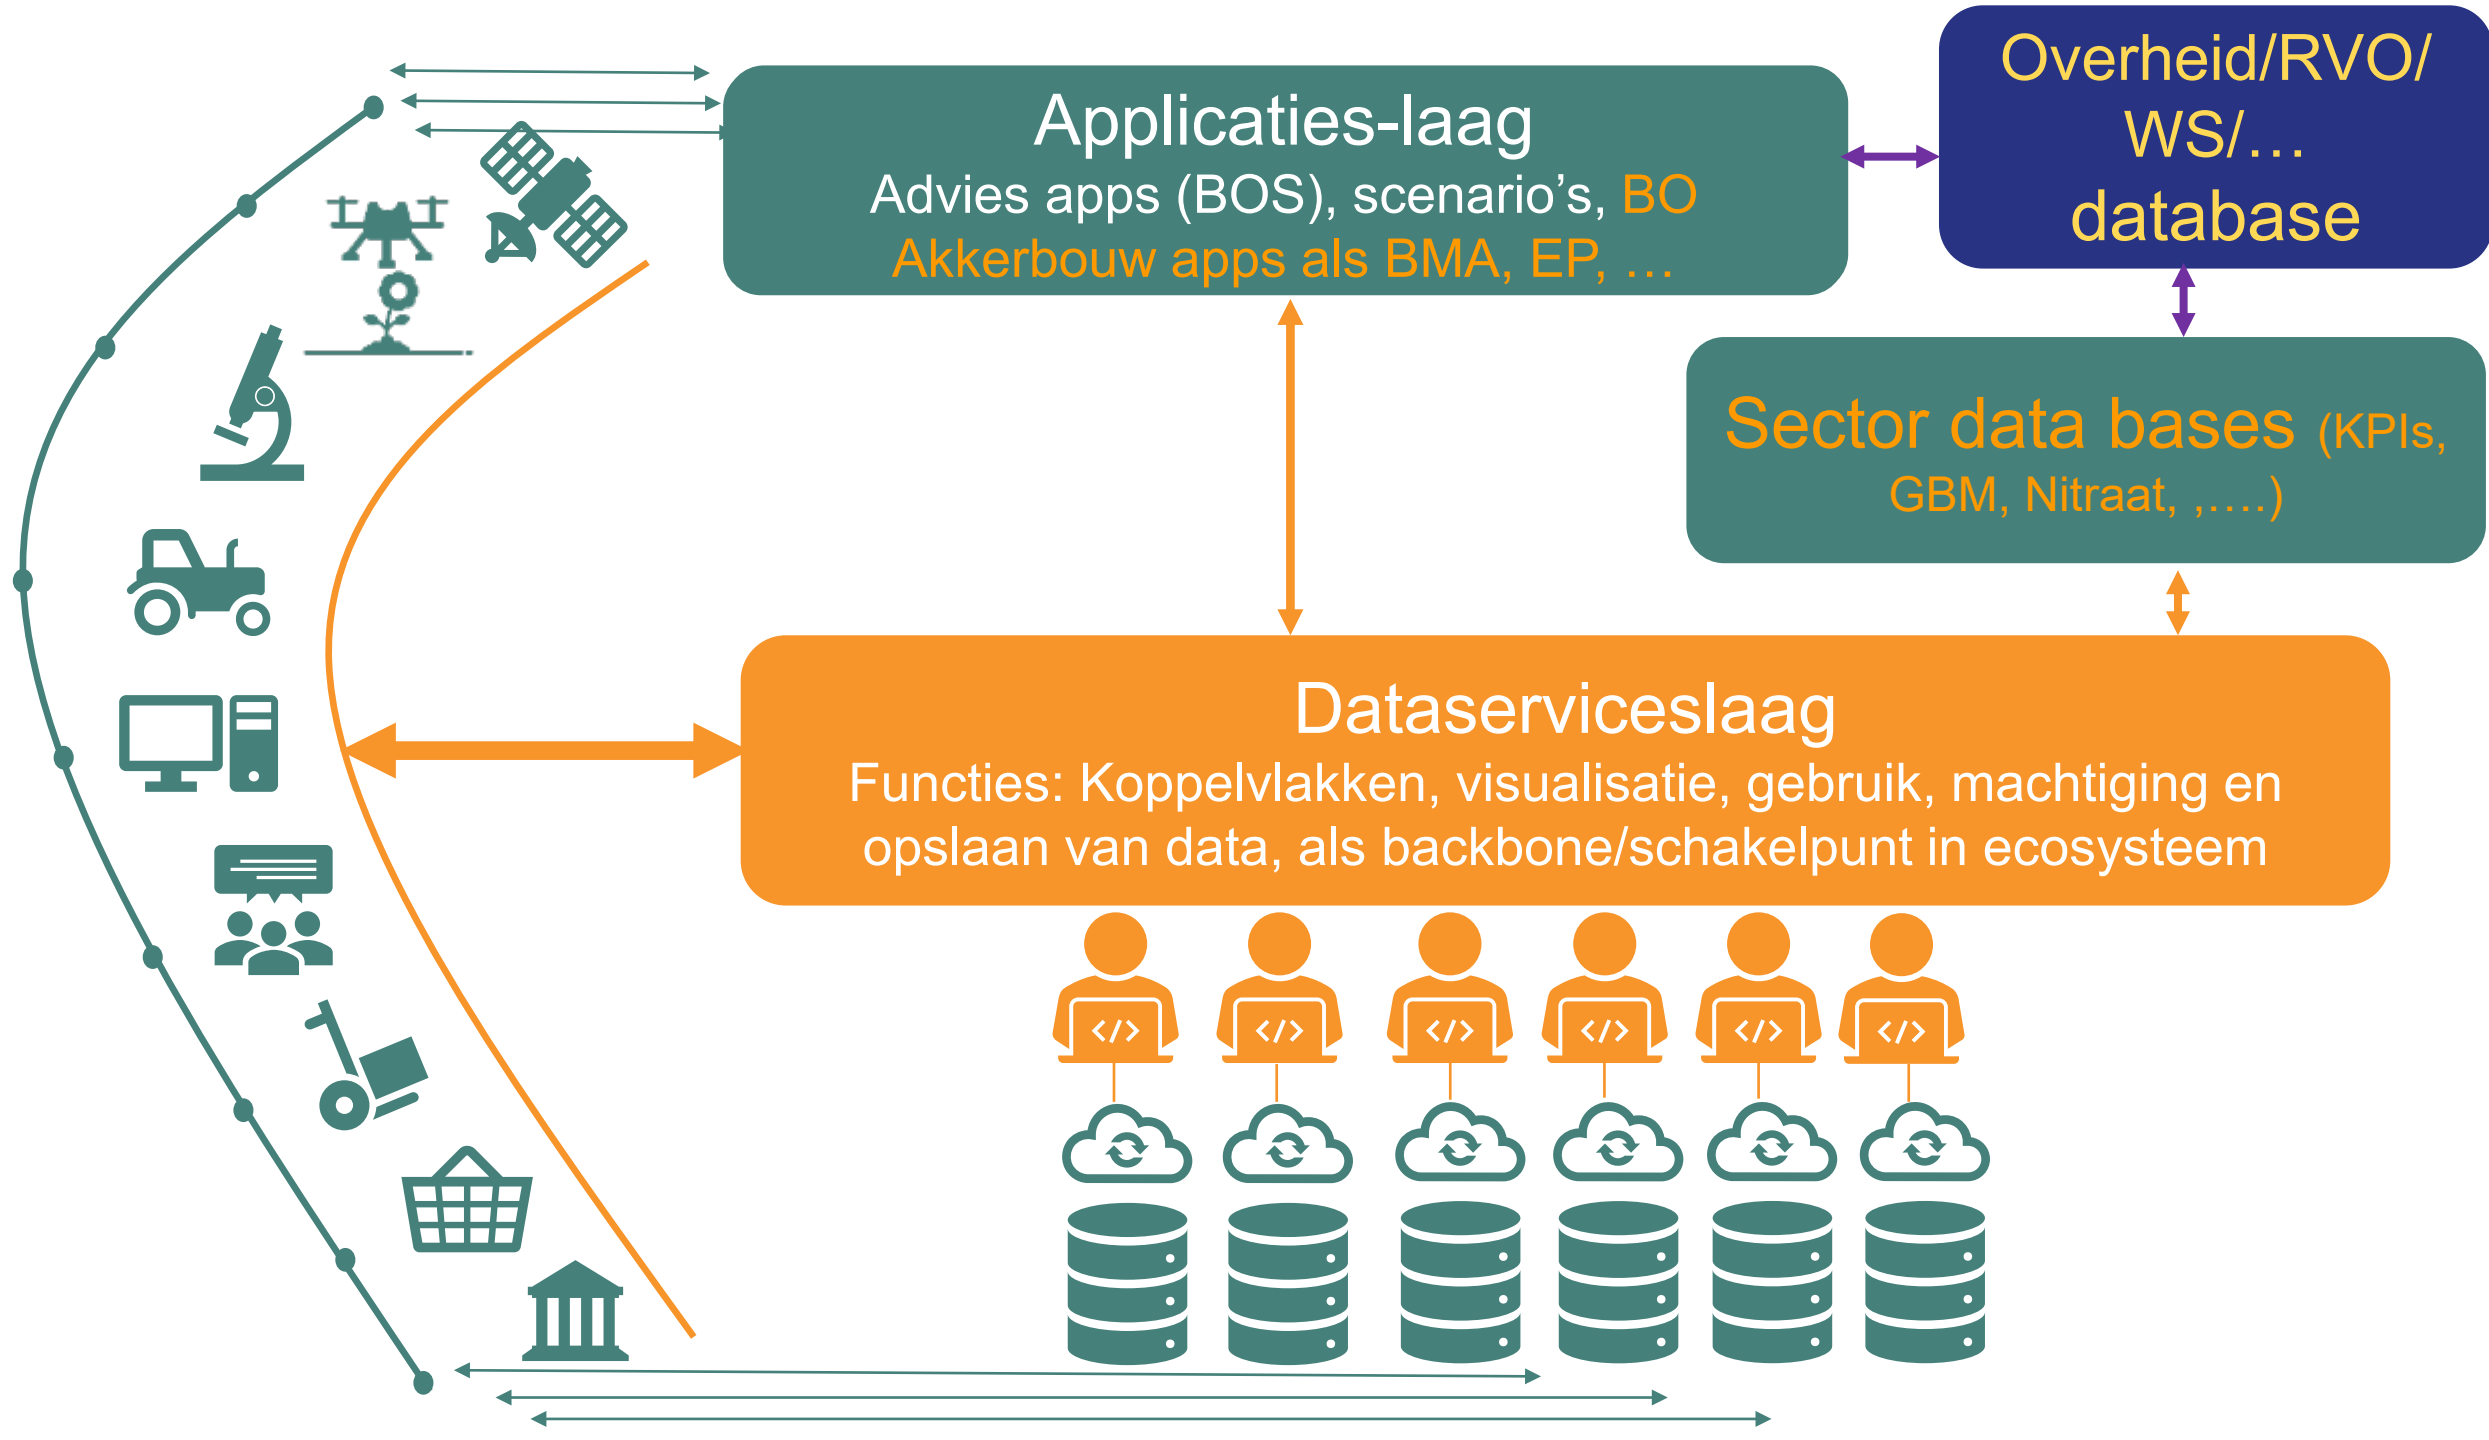 Applicaties-laag
Advies apps (BOS), scenario’s, BO
Akkerbouw apps als BMA, EP, …
Overheid/RVO/
WS/…
database
Sector data bases (KPIs,
GBM, Nitraat, ,….)
Dataserviceslaag
Functies: Koppelvlakken, visualisatie, gebruik, machtiging en
opslaan van data, als backbone/schakelpunt in ecosysteem